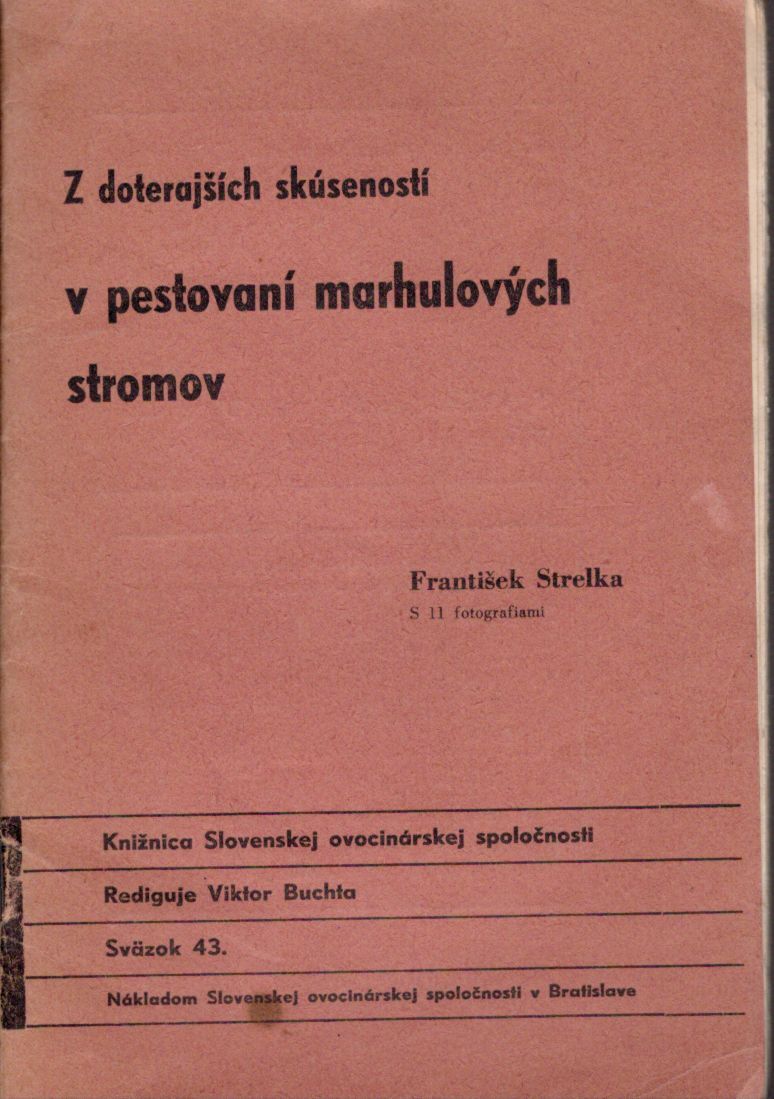 Z doterajších skúseností
v pestovaní marhulových
stromov
František Strelka
S 11 fotografiami
Knižnica Slovenskej ovocinárskej spoločnosti
Rediguje Viktor Buchta
Sväzok 43.
Nákladom Slovenskej ovocinárskej spoločnosti v Bratislave